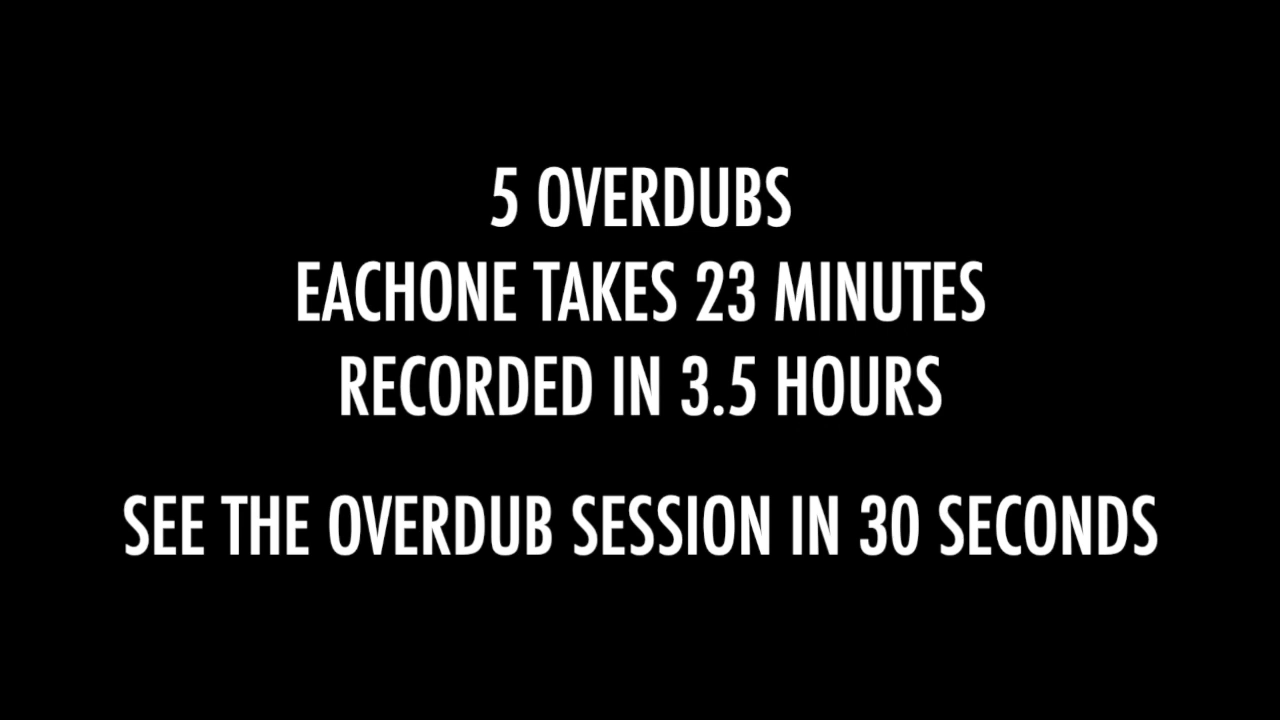 5 OVERDUBS
EACHONE TAKES 23 MINUTES
RECORDED IN 3.5 HOURS
SEE THE OVERDUB SESSION IN 30 SECONDS